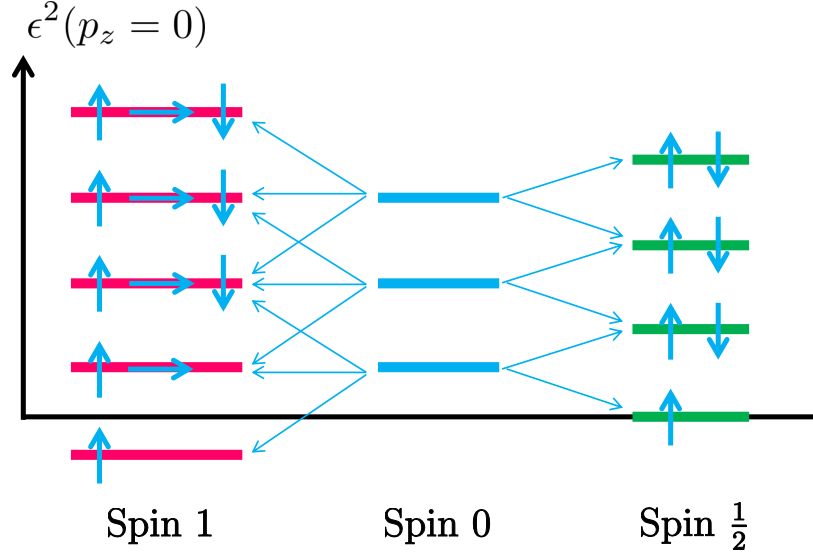 ϵ²(p_z = 0)
Spin 1
Spin 0
Spin ½